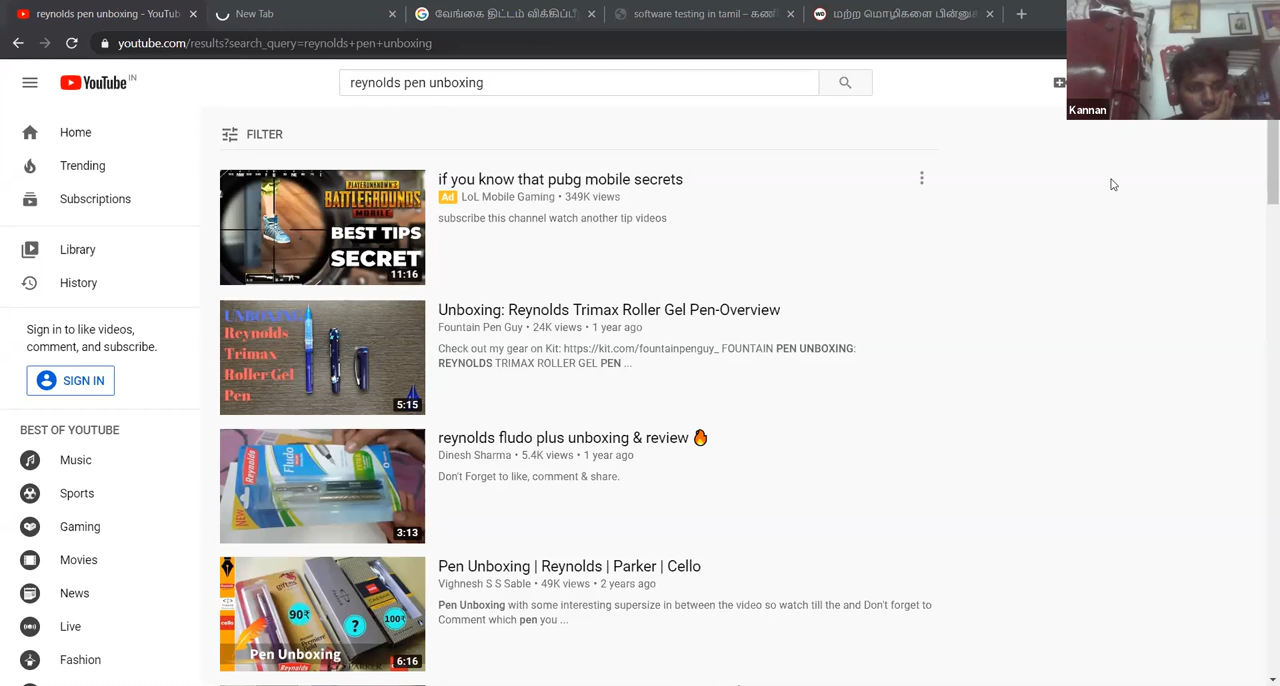 reynolds pen unboxing - YouTub
New Tab
வேங்கை திட்டம் விக்கிப்பீ
software testing in tamil – கணி
மற்ற மொழிகளை பின்னுக
youtube.com/results?search_query=reynolds+pen+unboxing
YouTube IN
reynolds pen unboxing
Kannan
Home
Trending
Subscriptions
Library
History
Sign in to like videos,
comment, and subscribe.
SIGN IN
BEST OF YOUTUBE
Music
Sports
Gaming
Movies
News
Live
Fashion
FILTER
PLAYERUNKNOWN'S
BATTLEGROUNDS
MOBILE
BEST TIPS
SECRET
11:16
if you know that pubg mobile secrets
Ad LoL Mobile Gaming • 349K views
subscribe this channel watch another tip videos
UNBOXING
Reynolds
Trimax
Roller Gel
Pen
5:15
Unboxing: Reynolds Trimax Roller Gel Pen-Overview
Fountain Pen Guy • 24K views • 1 year ago
Check out my gear on Kit: https://kit.com/fountainpenguy_ FOUNTAIN PEN UNBOXING:
REYNOLDS TRIMAX ROLLER GEL PEN ...
Reynolds
Fludo
3:13
reynolds fludo plus unboxing & review 🔥
Dinesh Sharma • 5.4K views • 1 year ago
Don't Forget to like, comment & share.
cello
90₹
?
100₹
Pen Unboxing
Reynolds
PARKER
6:16
Pen Unboxing | Reynolds | Parker | Cello
Vighnesh S S Sable • 49K views • 2 years ago
Pen Unboxing with some interesting supersize in between the video so watch till the and Don't forget to
Comment which pen you ...